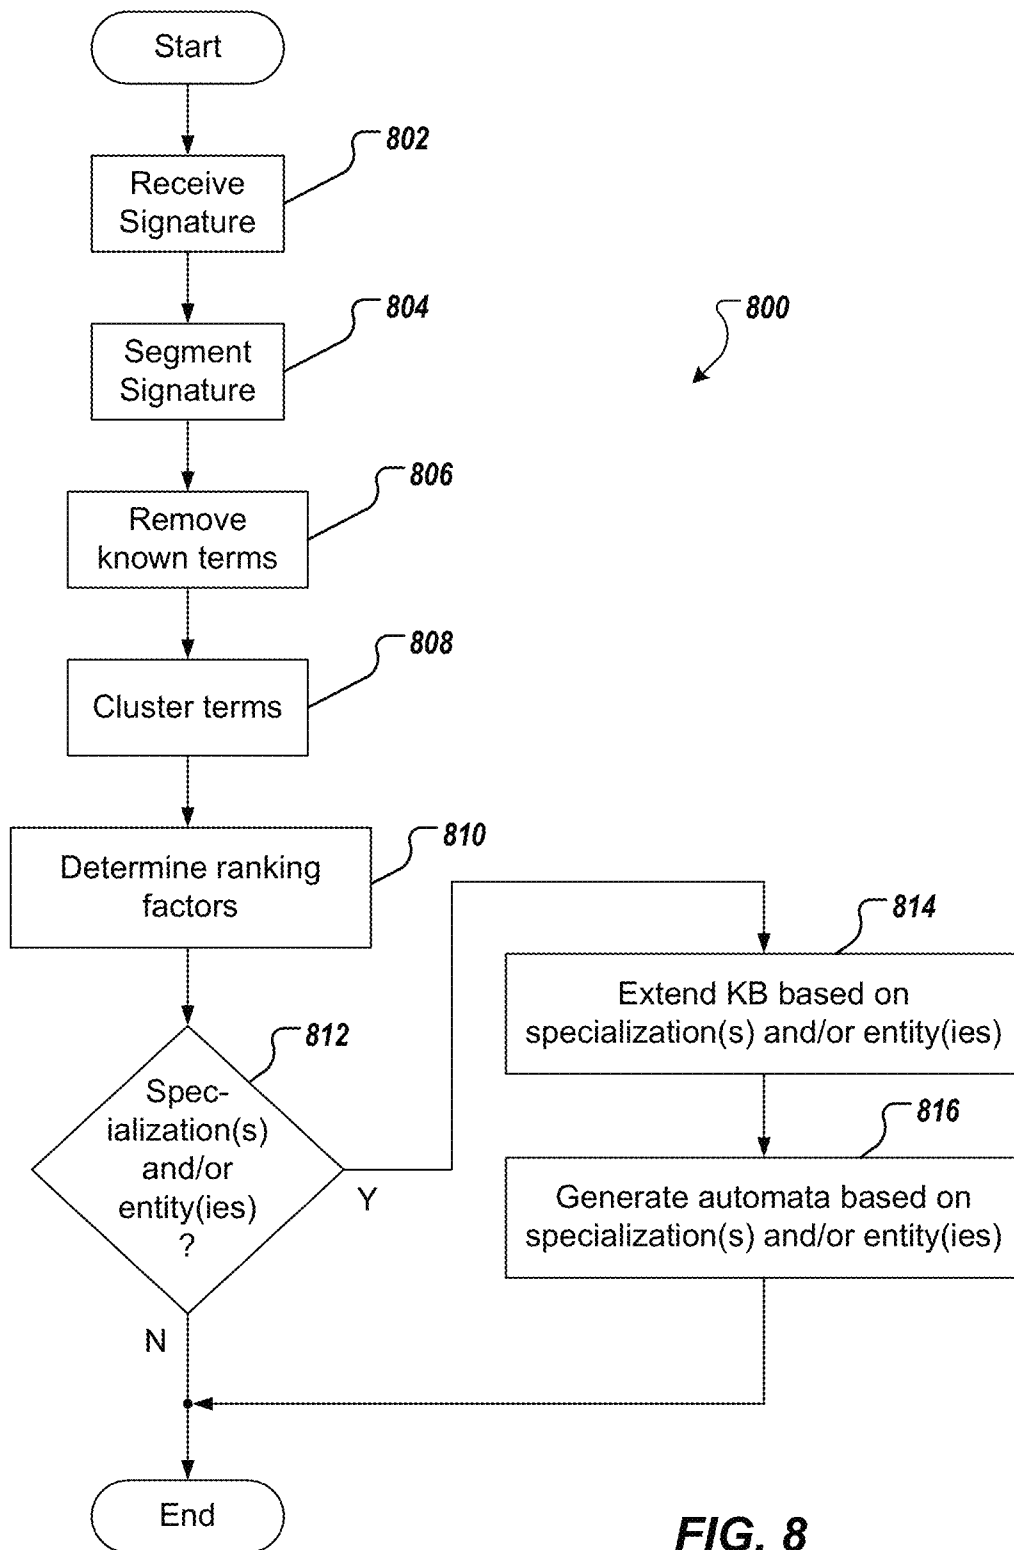 Start
802
Receive
Signature
804
Segment
Signature
800
806
Remove
known terms
808
Cluster terms
810
Determine ranking
factors
812
Spec-
ialization(s)
and/or
entity(ies)
?
Y
N
814
Extend KB based on
specialization(s) and/or entity(ies)
816
Generate automata based on
specialization(s) and/or entity(ies)
End
FIG. 8